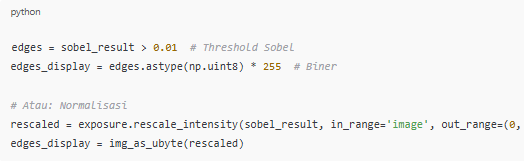 python
edges = sobel_result > 0.01  # Threshold Sobel
edges_display = edges.astype(np.uint8) * 255  # Biner
# Atau: Normalisasi
rescaled = exposure.rescale_intensity(sobel_result, in_range='image', out_range=(0,
edges_display = img_as_ubyte(rescaled)